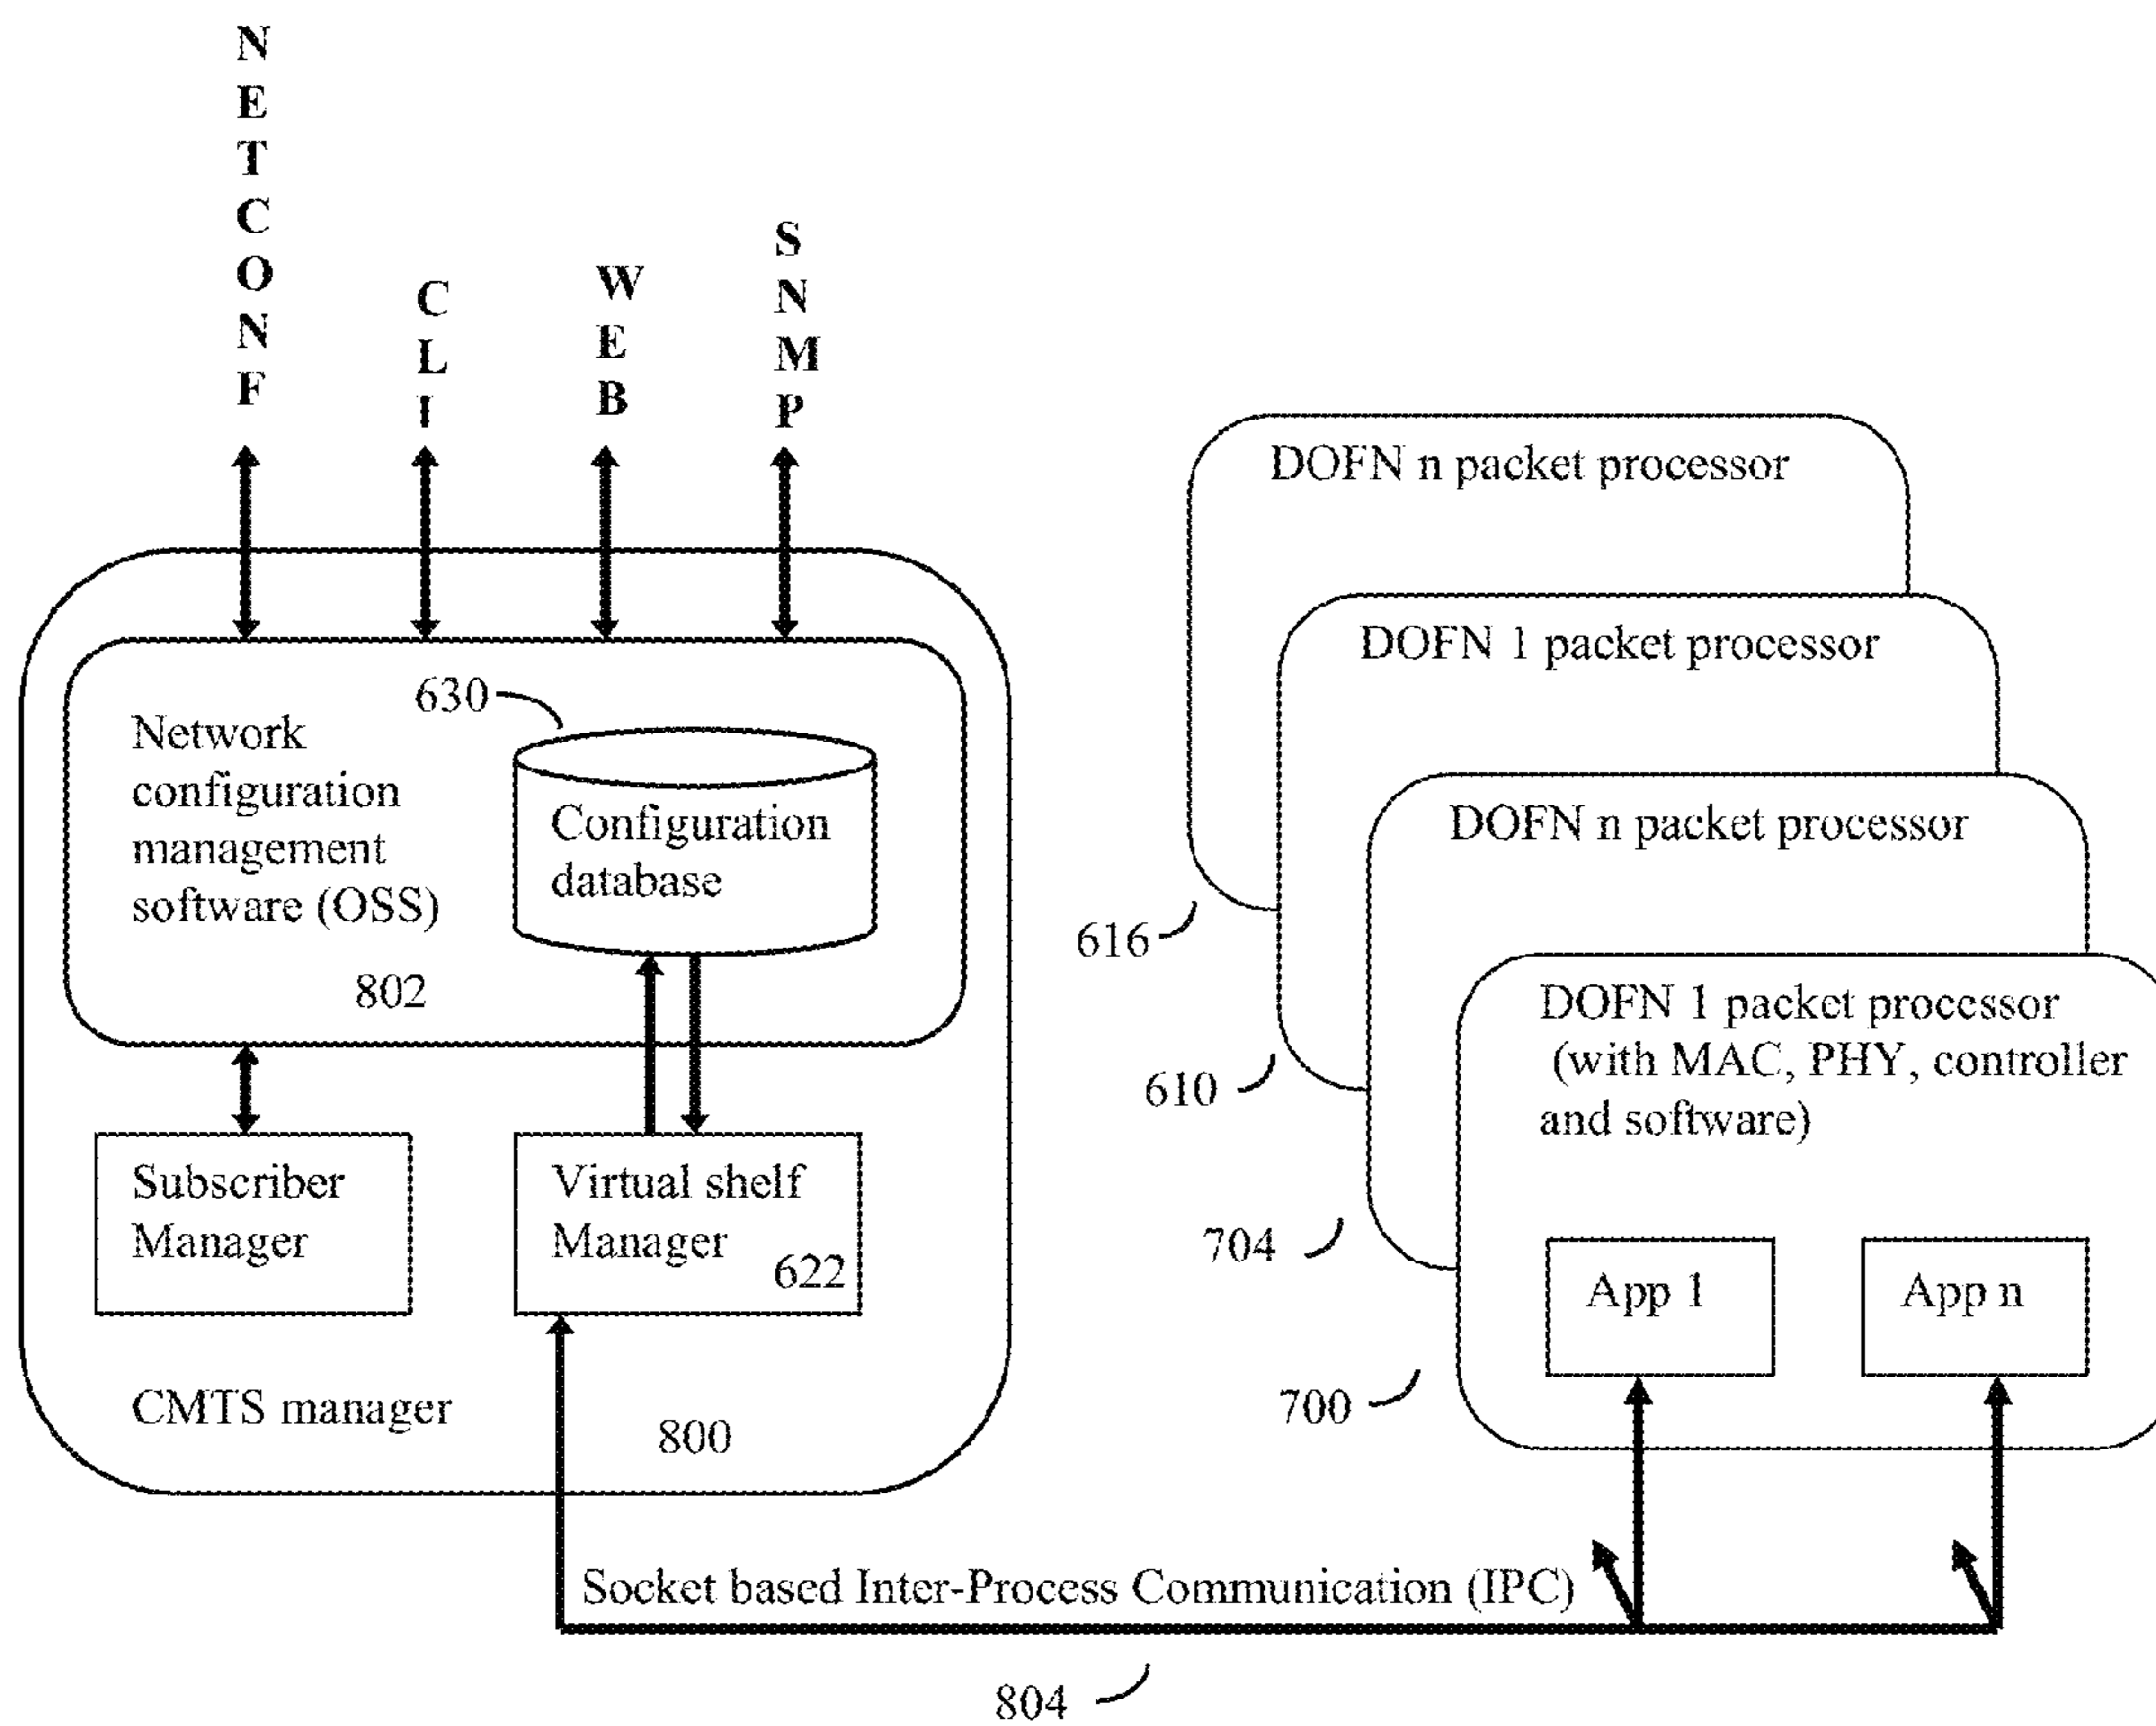 NETCONF
CLI
WEB
SNMP
630
Network
configuration
management
software (OSS)
802
Configuration
database
Subscriber
Manager
Virtual shelf
Manager
622
CMTS manager
800
DOFN n packet processor
616
DOFN 1 packet processor
610
DOFN n packet processor
704
DOFN 1 packet processor
(with MAC, PHY, controller
and software)
App 1
App n
700
Socket based Inter-Process Communication (IPC)
804